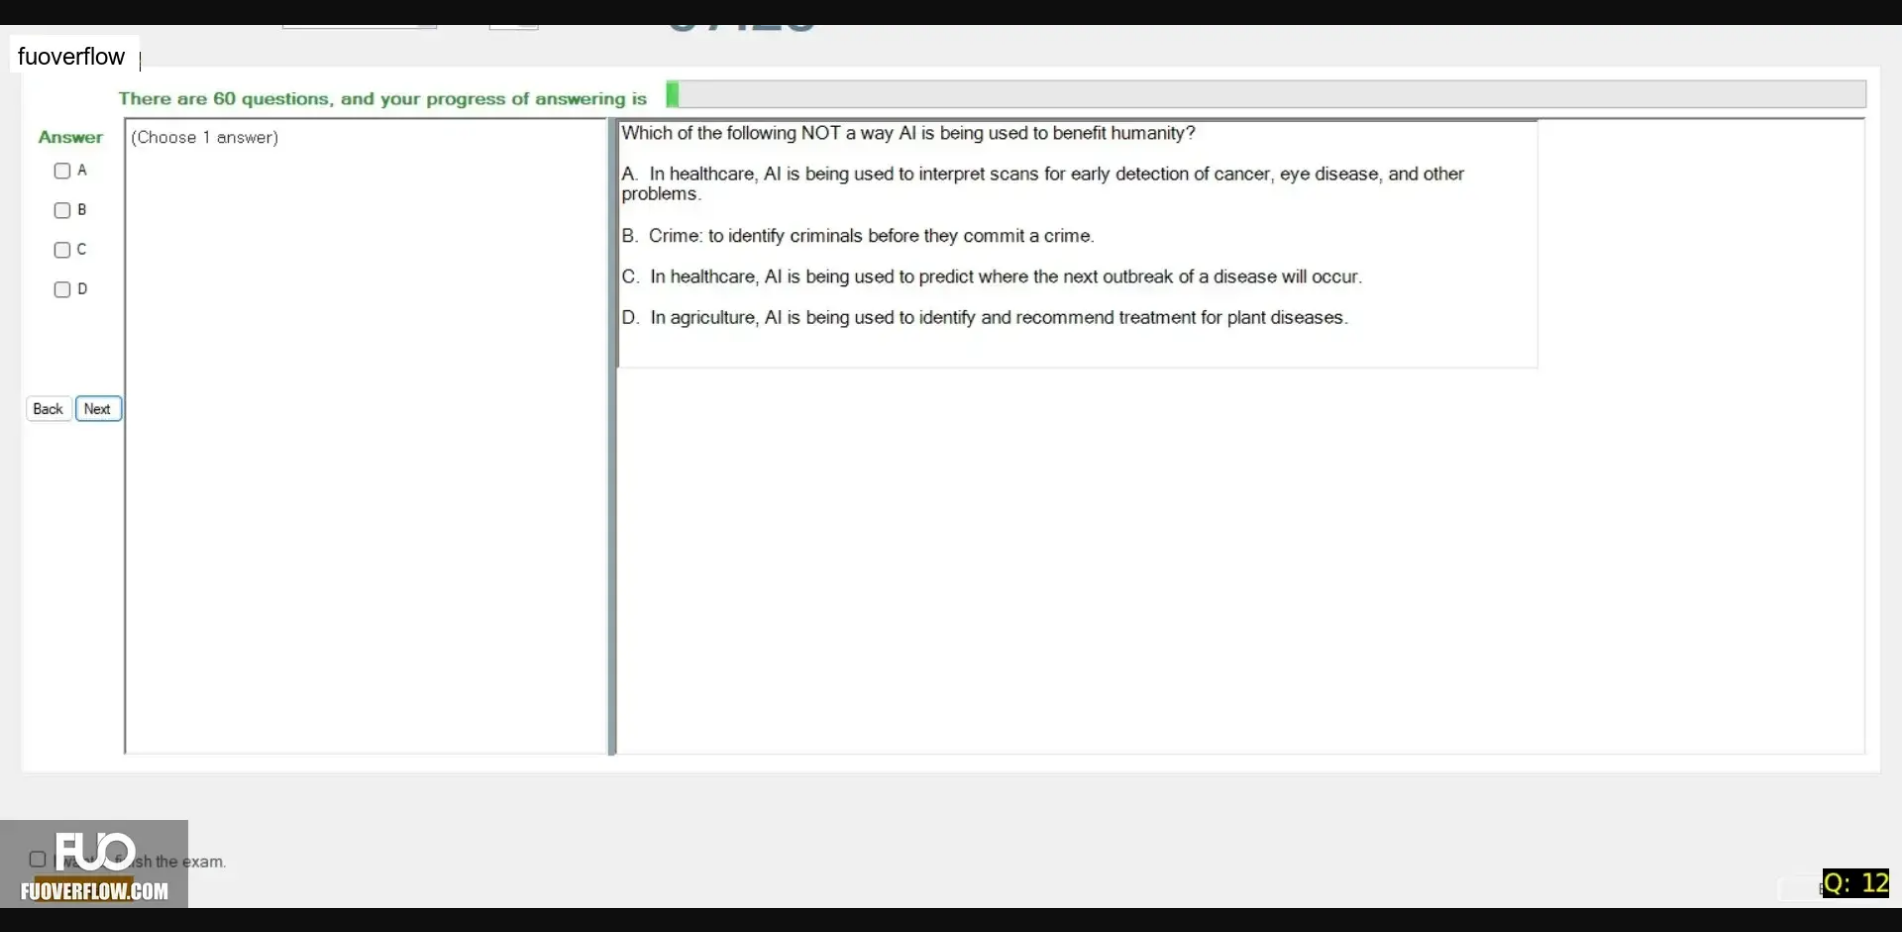 fuoverflow
There are 60 questions, and your progress of answering is
Answer
(Choose 1 answer)
A
B
C
D
Back Next
Which of the following NOT a way AI is being used to benefit humanity?
A. In healthcare, AI is being used to interpret scans for early detection of cancer, eye disease, and other
problems.
B. Crime: to identify criminals before they commit a crime.
C. In healthcare, AI is being used to predict where the next outbreak of a disease will occur.
D. In agriculture, AI is being used to identify and recommend treatment for plant diseases.
FUO
the exam.
FUOVERFLOW.COM
Q: 12